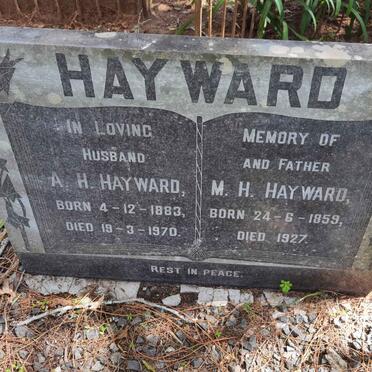 HAYWARD
IN LOVING
HUSBAND
A. H. HAYWARD,
BORN 4-12-1883,
DIED 19-3-1970.
MEMORY OF
AND FATHER
M. H. HAYWARD,
BORN 24-6-1859,
DIED 1927.
REST IN PEACE.